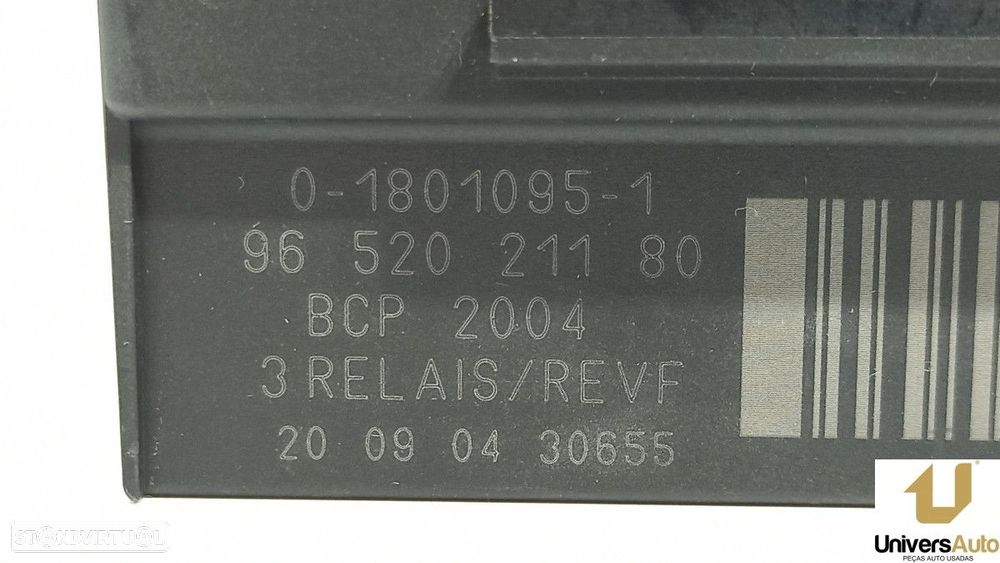 0-1801095-1
96 520 211 80
BCP 2004
3 RELAIS/REVF
20 09 04 30655
UniversAuto
PEÇAS AUTO USADAS
STANDVIRTUAL